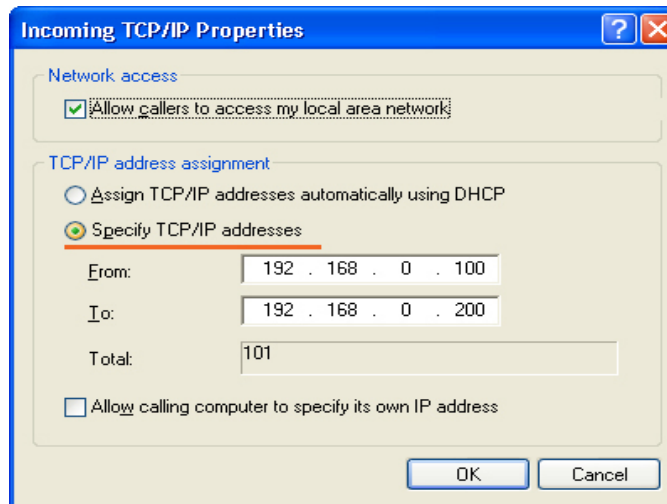 Incoming TCP/IP Properties
Network access
Allow callers to access my local area network
TCP/IP address assignment
Assign TCP/IP addresses automatically using DHCP
Specify TCP/IP addresses
From: 192 . 168 . 0 . 100
To: 192 . 168 . 0 . 200
Total: 101
Allow calling computer to specify its own IP address
OK Cancel